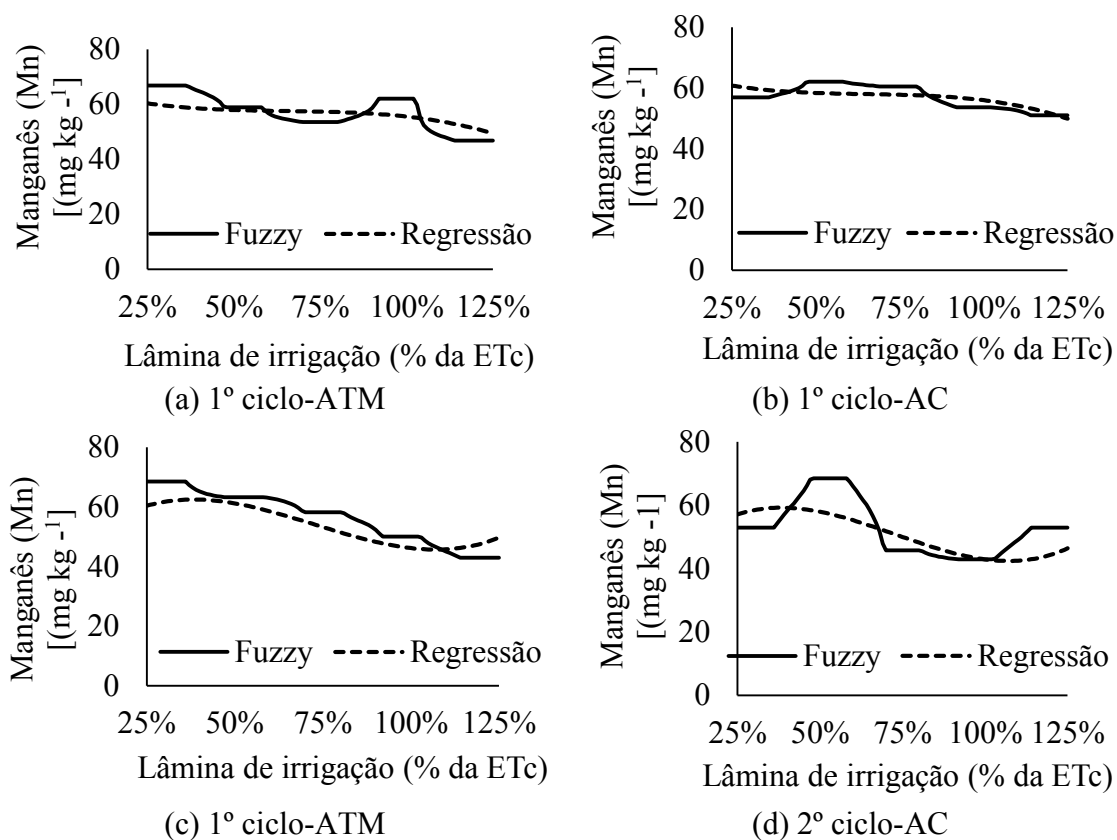 80
60
40
20
0
Manganês (Mn)
[(mg kg -¹]
Fuzzy
Regressão
25% 50% 75% 100% 125%
Lâmina de irrigação (% da ETc)
(a) 1º ciclo-ATM
80
60
40
20
0
Manganês (Mn)
[(mg kg -¹]
Fuzzy
Regressão
25% 50% 75% 100% 125%
Lâmina de irrigação (% da ETc)
(b) 1º ciclo-AC
80
60
40
20
0
Manganês (Mn)
[(mg kg -¹]
Fuzzy
Regressão
25% 50% 75% 100% 125%
Lâmina de irrigação (% da ETc)
(c) 1º ciclo-ATM
80
60
40
20
0
Manganês (Mn)
[(mg kg -1]
Fuzzy
Regressão
25% 50% 75% 100% 125%
Lâmina de irrigação (% da ETc)
(d) 2º ciclo-AC